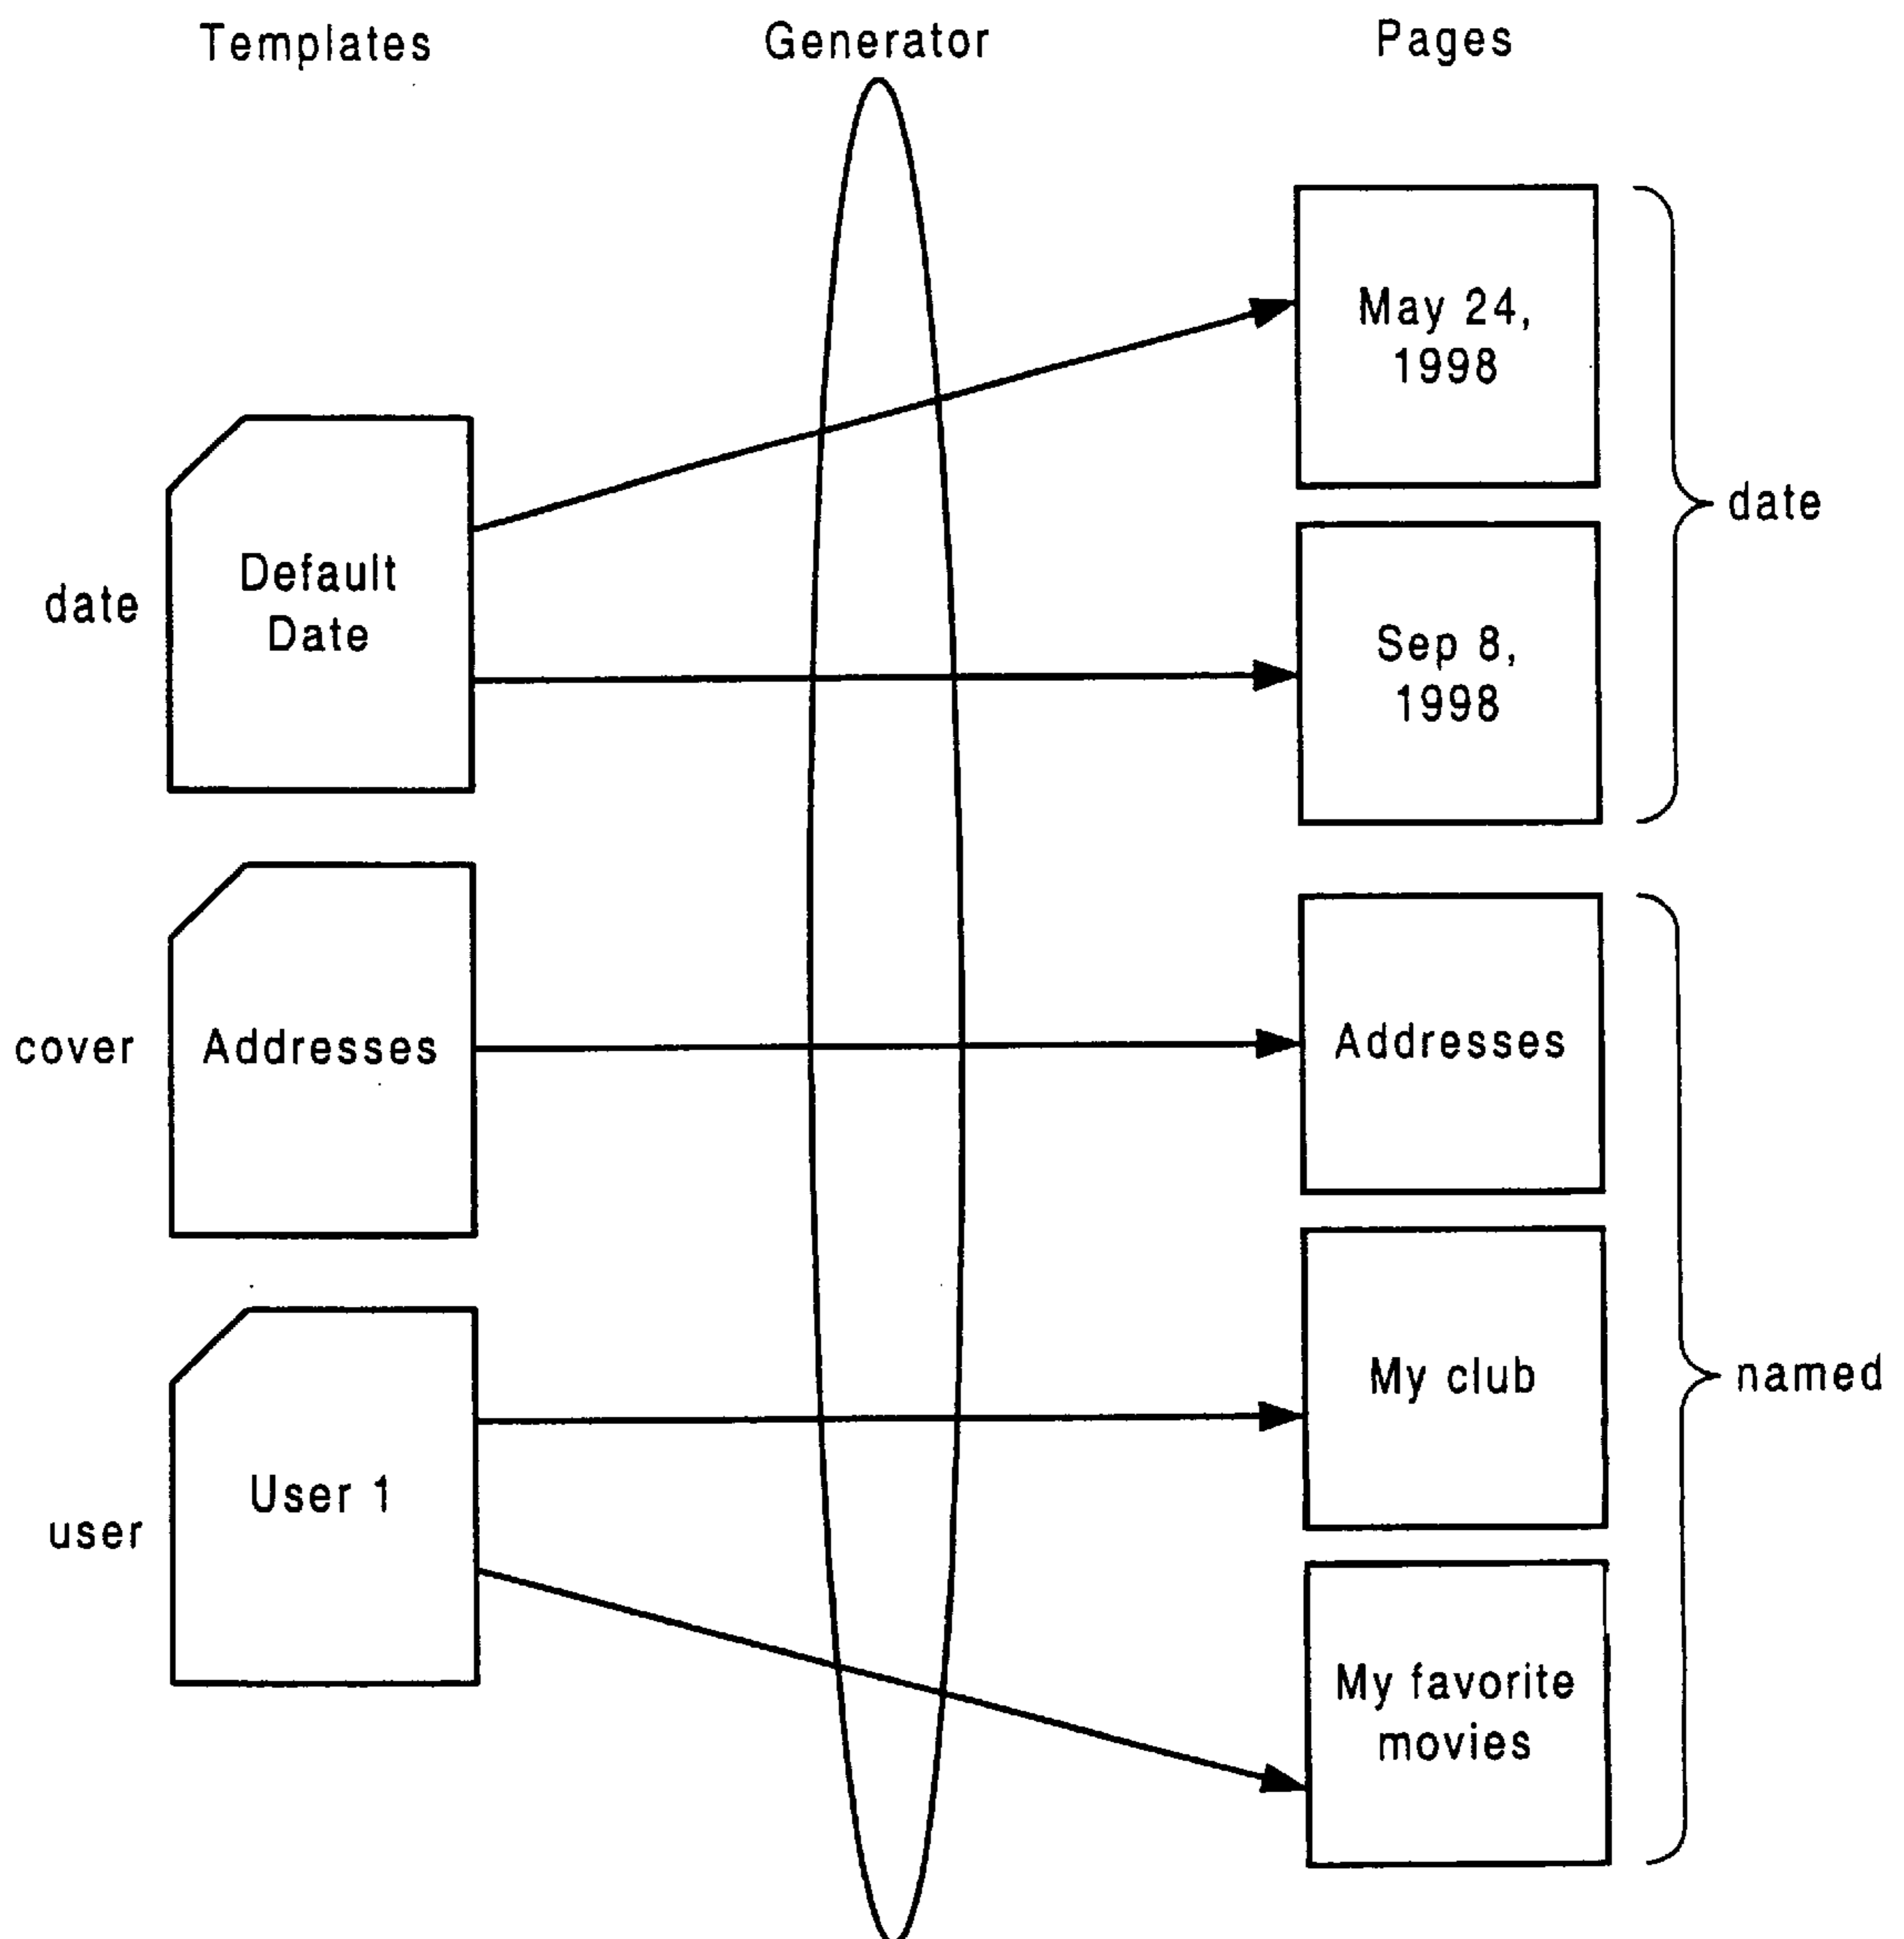 Templates
Generator
Pages
May 24,
1998
date
Default
Date
date
Sep 8,
1998
cover
Addresses
Addresses
My club
named
user
User 1
My favorite
movies